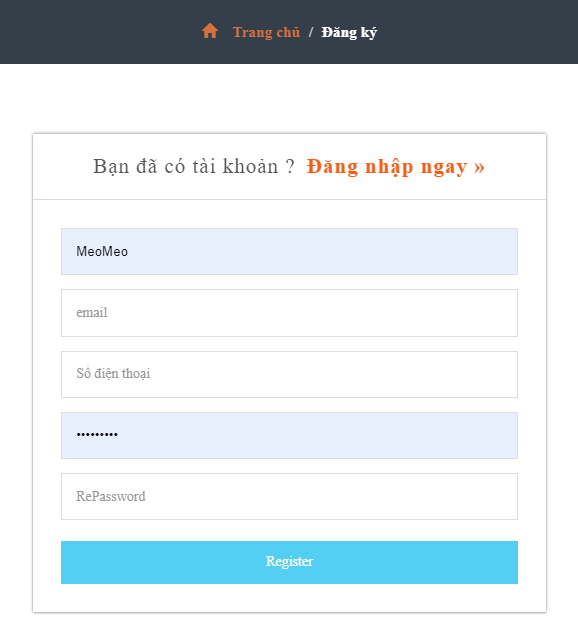 Trang chủ / Đăng ký
Bạn đã có tài khoản ? Đăng nhập ngay »
MeoMeo
email
Số điện thoại
•••••••••
RePassword
Register